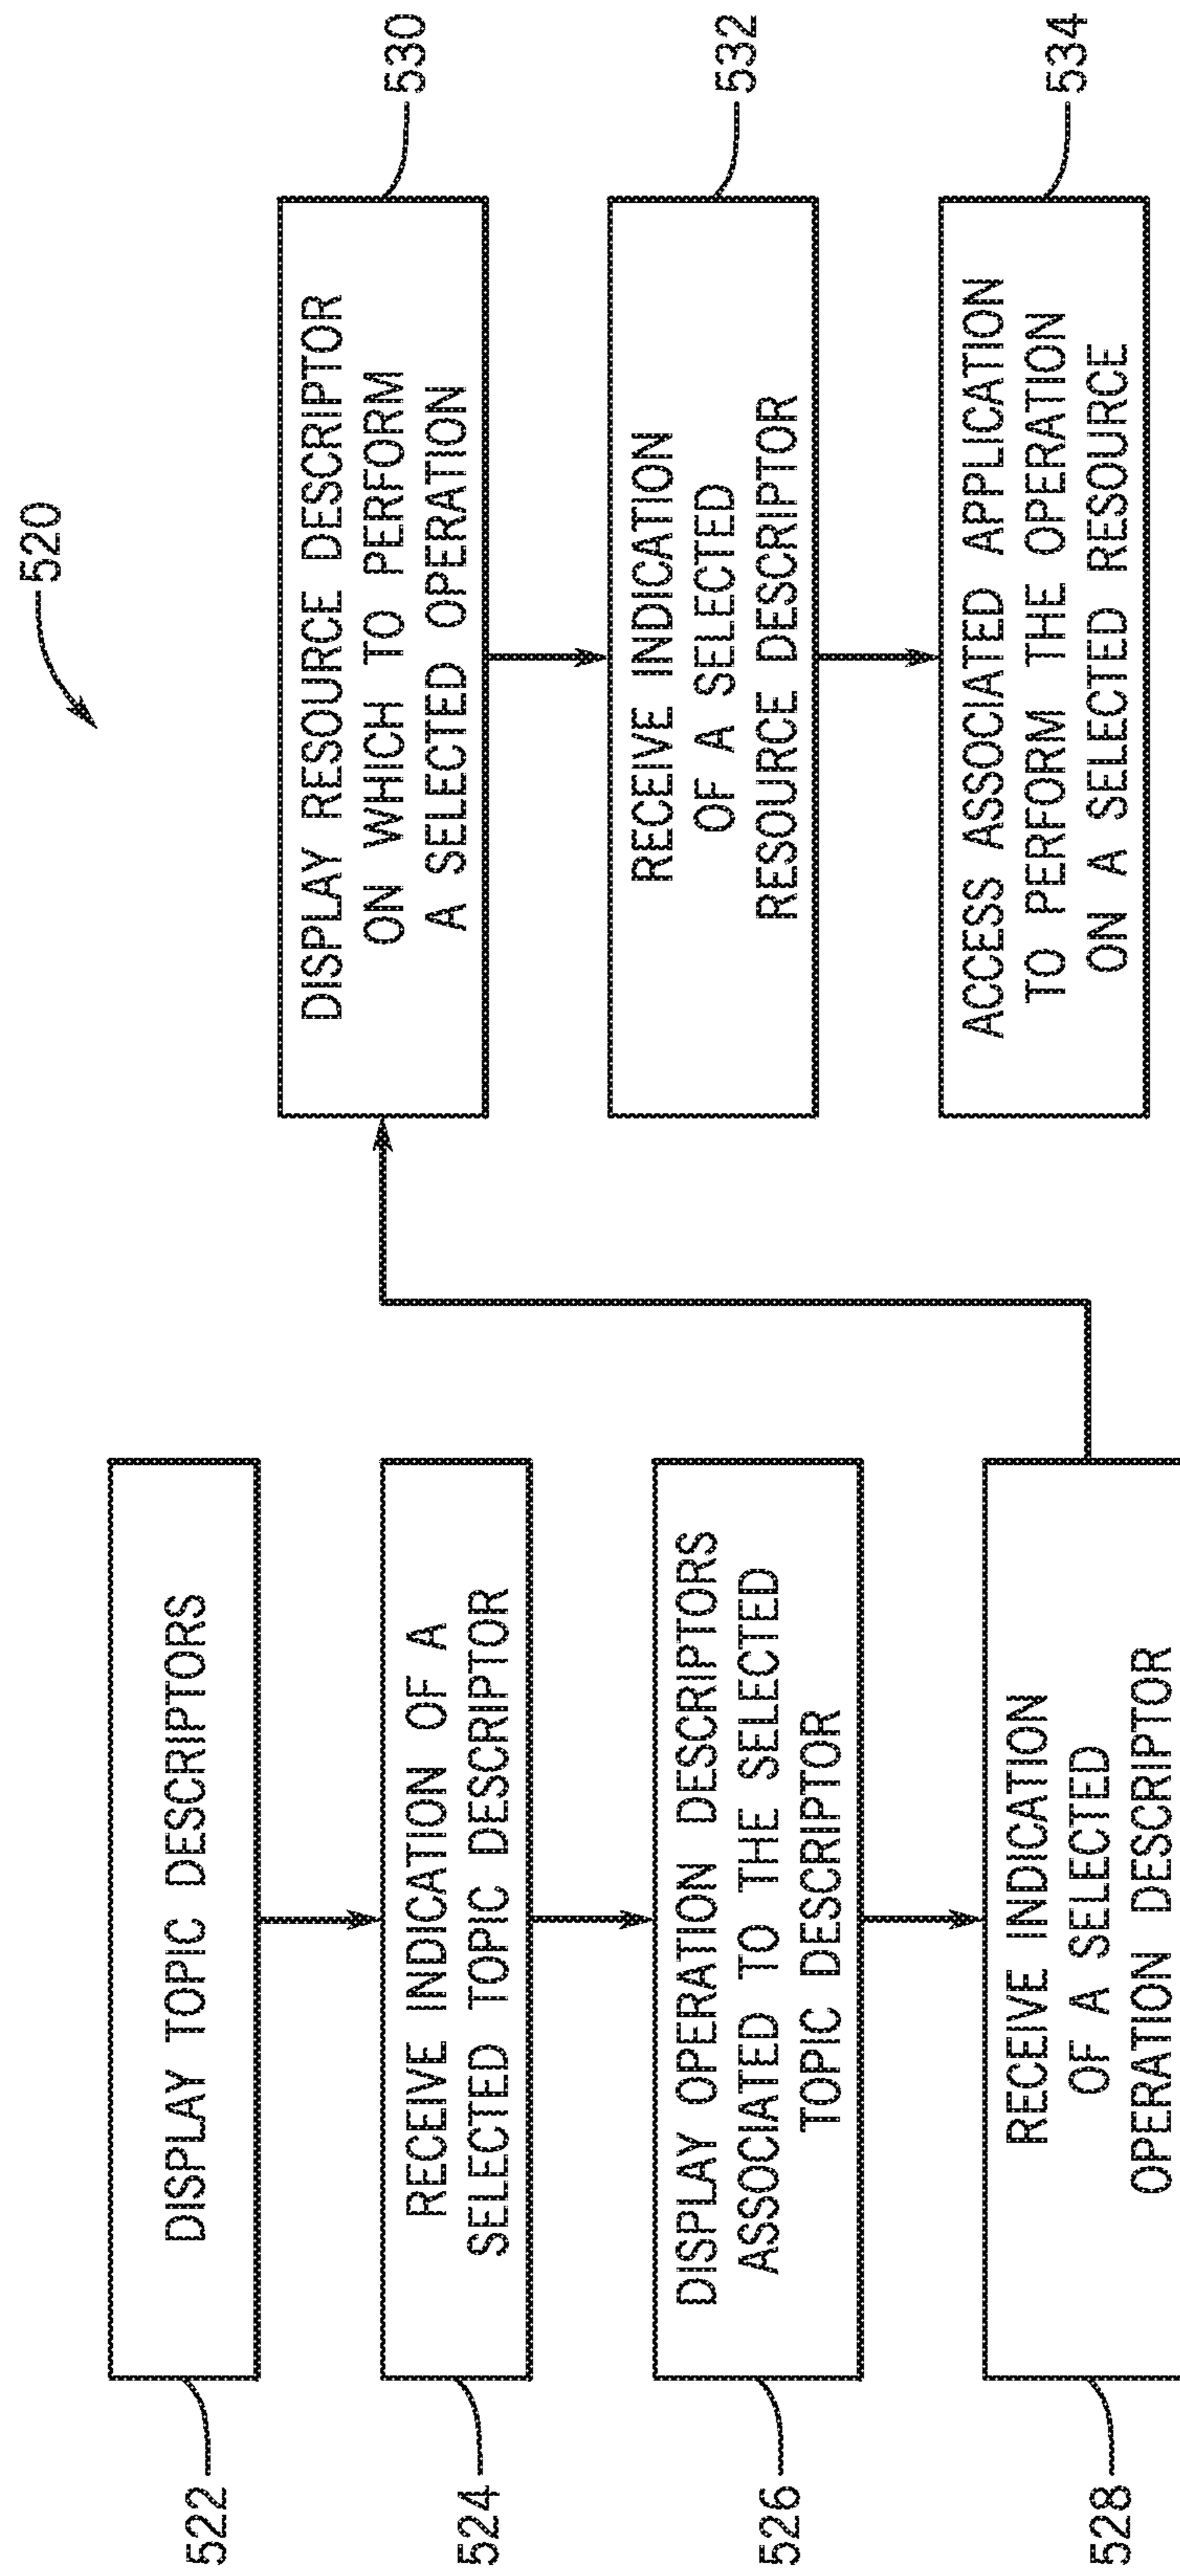 520
522
DISPLAY TOPIC DESCRIPTORS
524
RECEIVE INDICATION OF A
SELECTED TOPIC DESCRIPTOR
526
DISPLAY OPERATION DESCRIPTORS
ASSOCIATED TO THE SELECTED
TOPIC DESCRIPTOR
528
RECEIVE INDICATION
OF A SELECTED
OPERATION DESCRIPTOR
DISPLAY RESOURCE DESCRIPTOR
ON WHICH TO PERFORM
A SELECTED OPERATION
530
RECEIVE INDICATION
OF A SELECTED
RESOURCE DESCRIPTOR
532
ACCESS ASSOCIATED APPLICATION
TO PERFORM THE OPERATION
ON A SELECTED RESOURCE
534